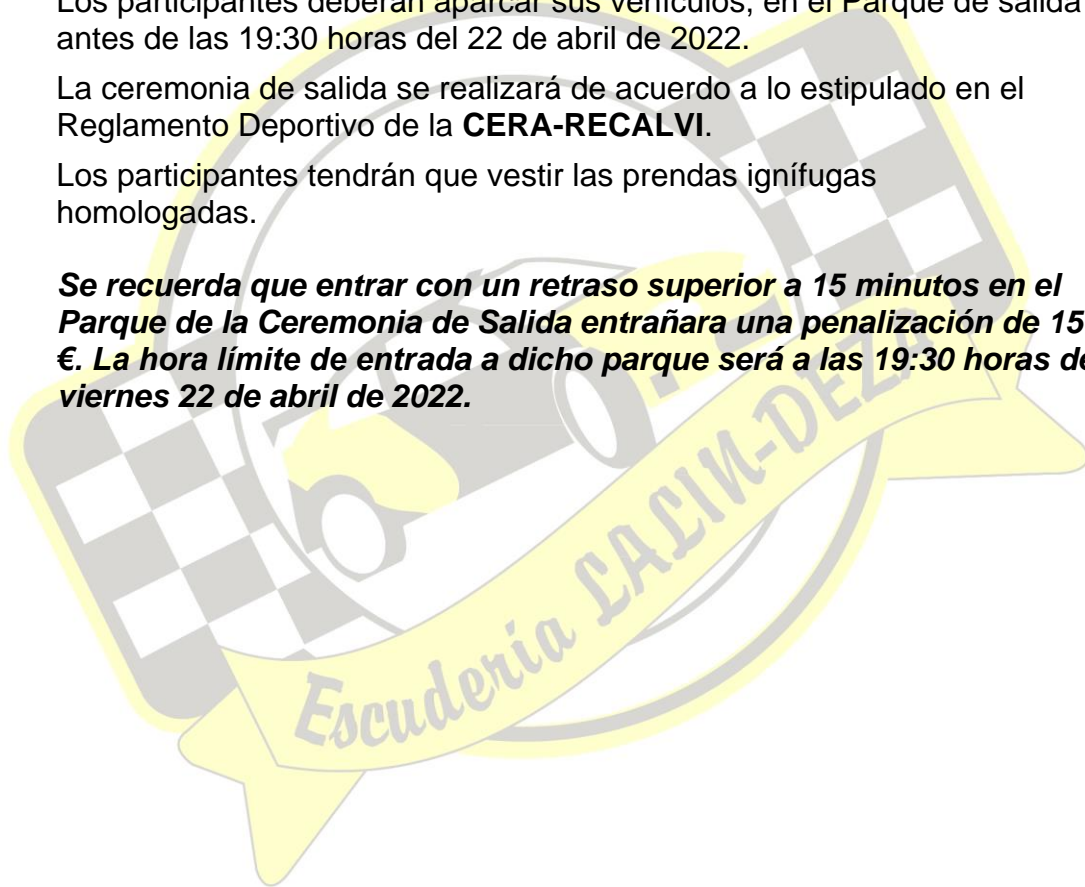 Los participantes deberán aparcar sus vehículos, en el Parque de salida
antes de las 19:30 horas del 22 de abril de 2022.
La ceremonia de salida se realizará de acuerdo a lo estipulado en el
Reglamento Deportivo de la CERA-RECALVI.
Los participantes tendrán que vestir las prendas ignífugas
homologadas.
Se recuerda que entrar con un retraso superior a 15 minutos en el
Parque de la Ceremonia de Salida entrañara una penalización de 15
€. La hora límite de entrada a dicho parque será a las 19:30 horas de
viernes 22 de abril de 2022.
Escuderia LALIN-DEZA